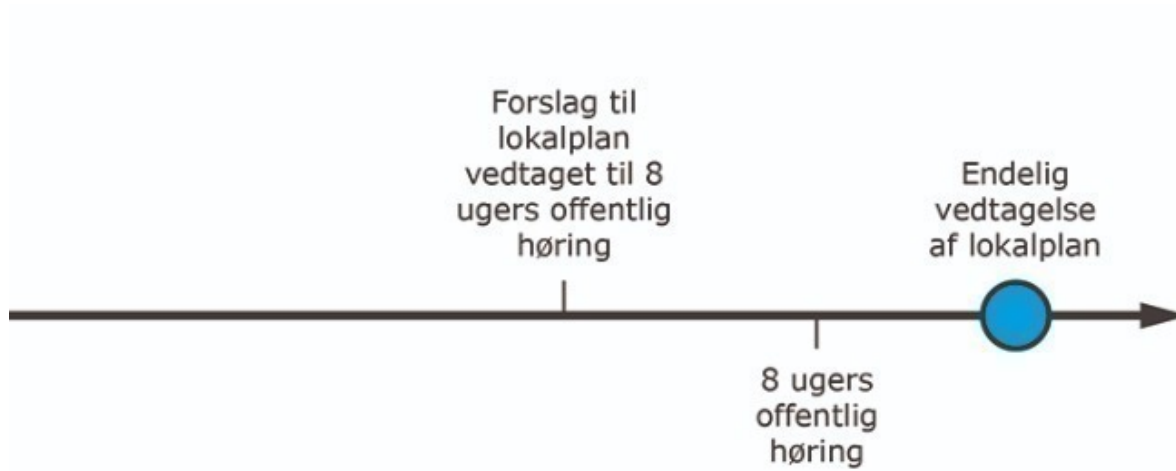 Forslag til
lokalplan
vedtaget til 8
ugers offentlig
høring
Endelig
vedtagelse
af lokalplan
8 ugers
offentlig
høring